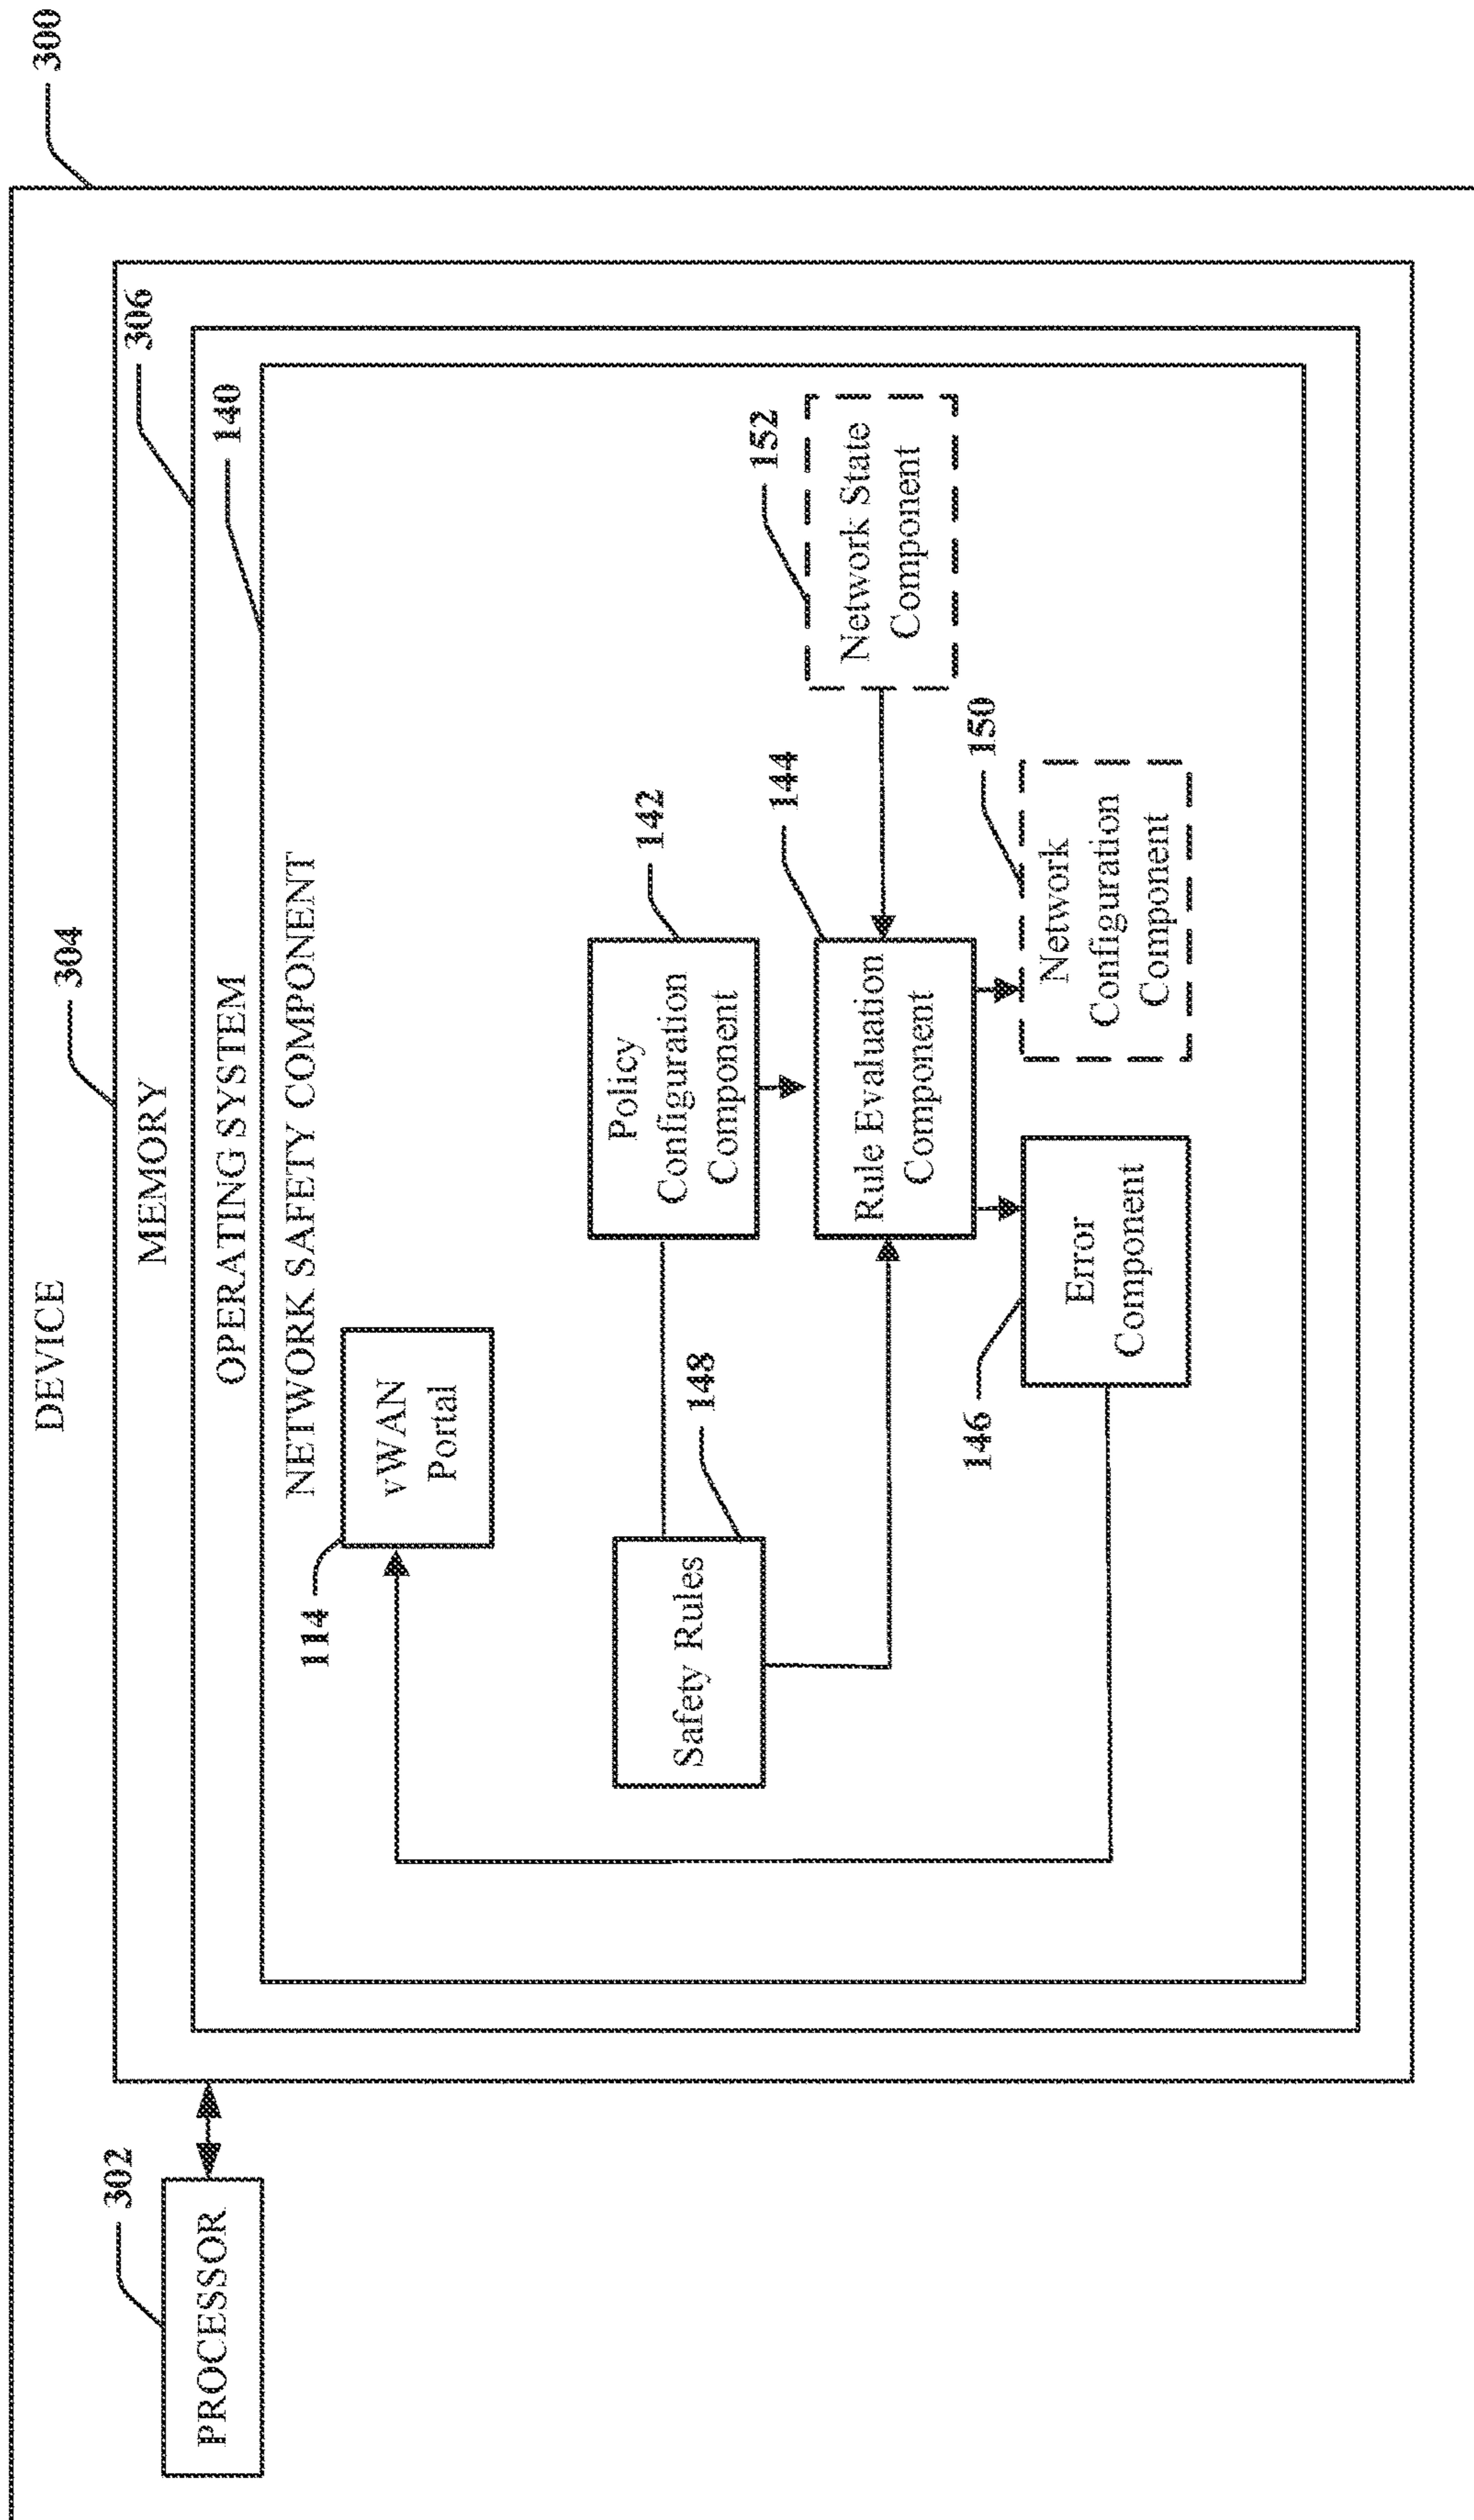 300
DEVICE
304
MEMORY
306
OPERATING SYSTEM
140
NETWORK SAFETY COMPONENT
302
PROCESSOR
114
vWAN
Portal
148
Safety Rules
142
Policy
Configuration
Component
144
Rule Evaluation
Component
152
Network State
Component
146
Error
Component
150
Network
Configuration
Component